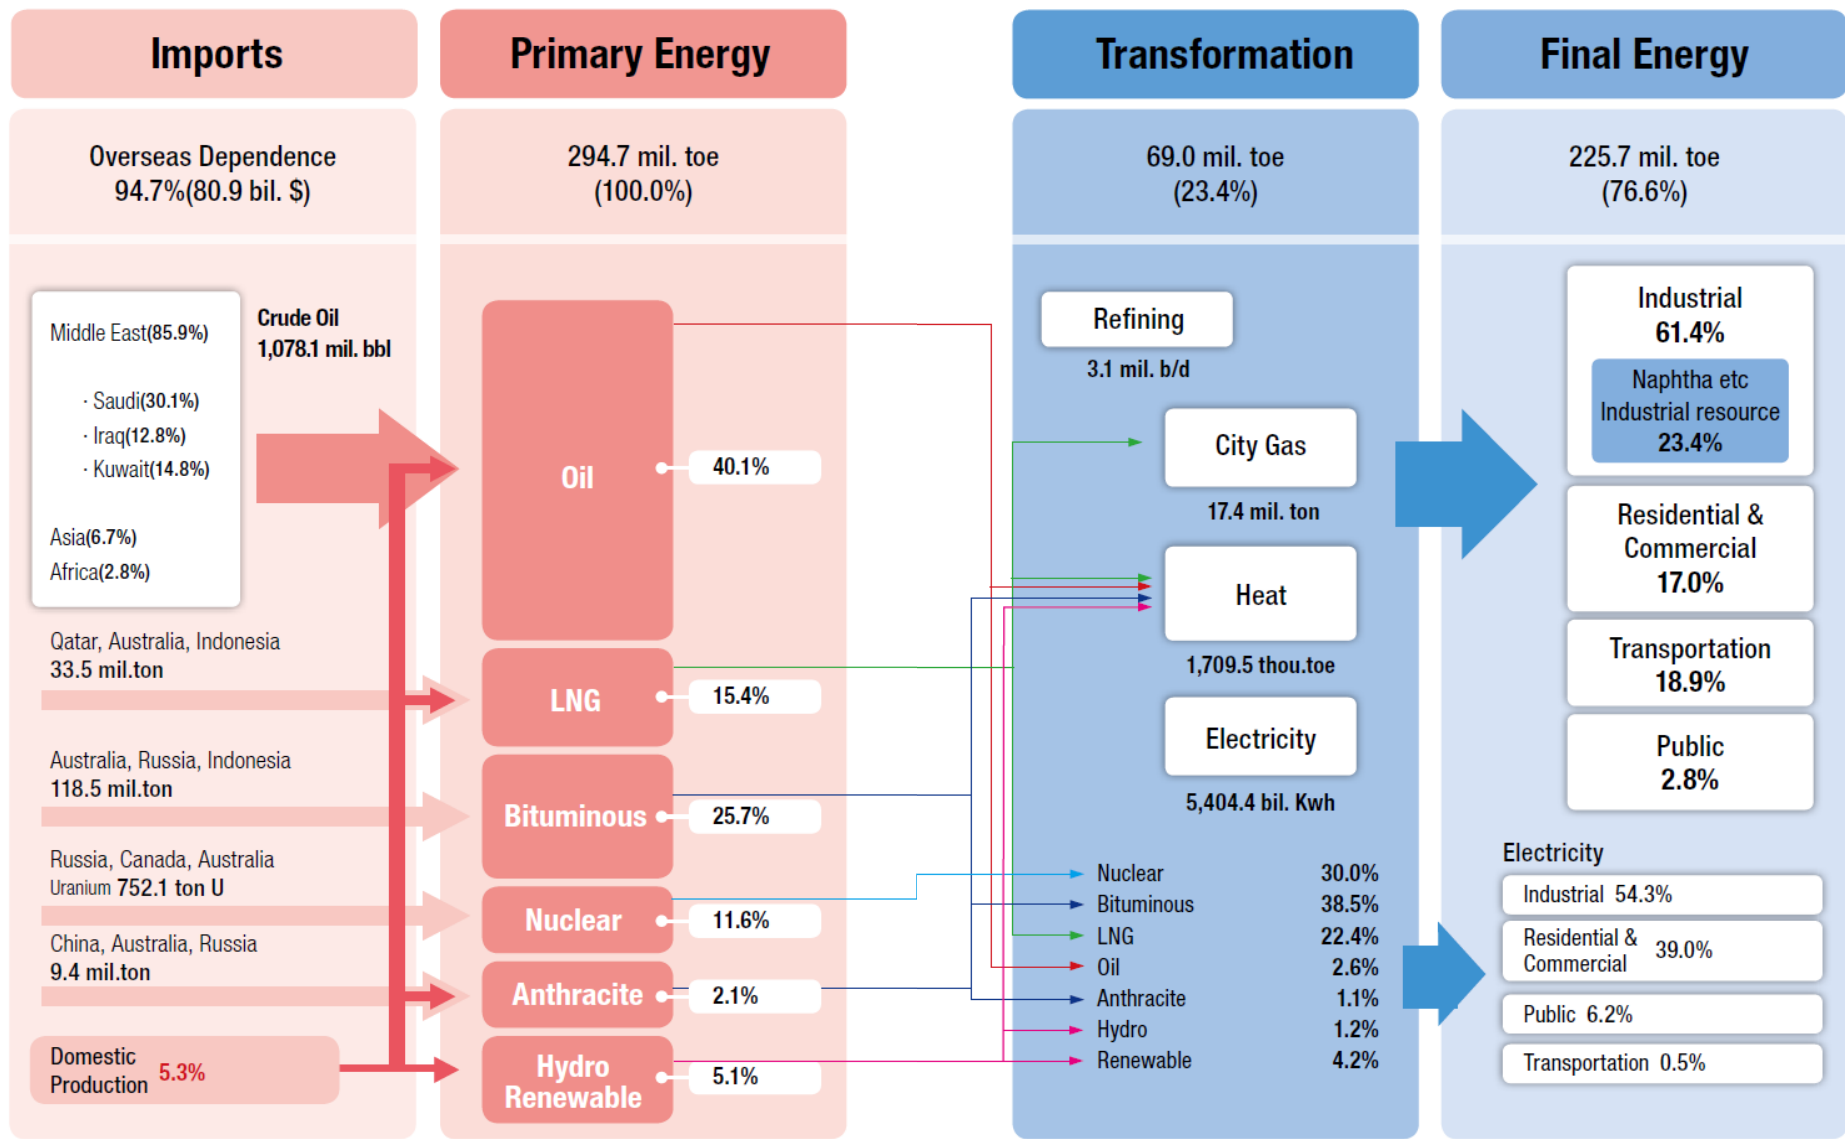 Imports
Overseas Dependence
94.7%(80.9 bil. $)
Middle East(85.9%)
· Saudi(30.1%)
· Iraq(12.8%)
· Kuwait(14.8%)
Asia(6.7%)
Africa(2.8%)
Crude Oil
1,078.1 mil. bbl
Qatar, Australia, Indonesia
33.5 mil.ton
Australia, Russia, Indonesia
118.5 mil.ton
Russia, Canada, Australia
Uranium 752.1 ton U
China, Australia, Russia
9.4 mil.ton
Domestic
Production 5.3%
Primary Energy
294.7 mil. toe
(100.0%)
Oil
40.1%
LNG
15.4%
Bituminous
25.7%
Nuclear
11.6%
Anthracite
2.1%
Hydro
Renewable
5.1%
Transformation
69.0 mil. toe
(23.4%)
Refining
3.1 mil. b/d
City Gas
17.4 mil. ton
Heat
1,709.5 thou.toe
Electricity
5,404.4 bil. Kwh
Nuclear 30.0%
Bituminous 38.5%
LNG 22.4%
Oil 2.6%
Anthracite 1.1%
Hydro 1.2%
Renewable 4.2%
Final Energy
225.7 mil. toe
(76.6%)
Industrial
61.4%
Naphtha etc
Industrial resource
23.4%
Residential &
Commercial
17.0%
Transportation
18.9%
Public
2.8%
Electricity
Industrial 54.3%
Residential &
Commercial 39.0%
Public 6.2%
Transportation 0.5%